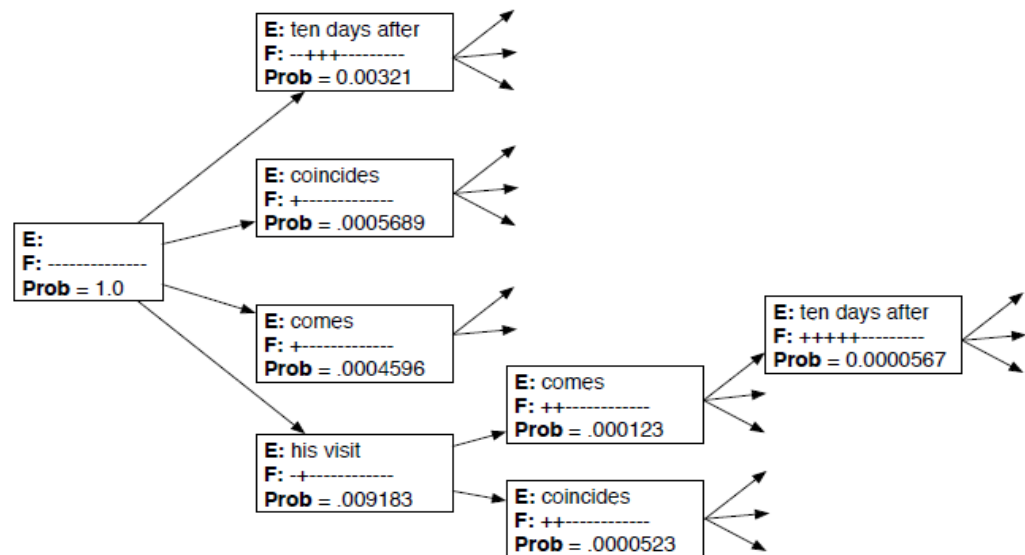 E: ten days after
F: --+++---------
Prob = 0.00321
E: coincides
F: +-------------
Prob = .0005689
E:
F: --------------
Prob = 1.0
E: comes
F: +-------------
Prob = .0004596
E: ten days after
F: +++++---------
Prob = 0.0000567
E: comes
F: ++------------
Prob = .000123
E: his visit
F: -+------------
Prob = .009183
E: coincides
F: ++------------
Prob = .0000523